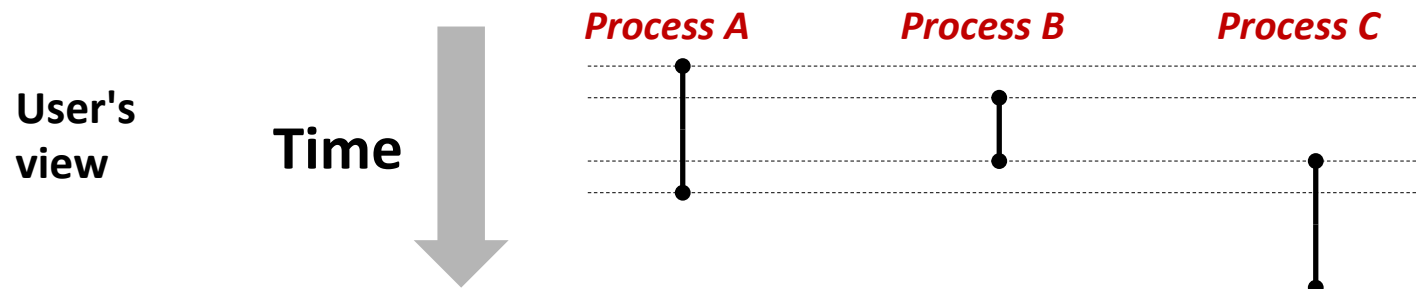 Process A
Process B
Process C
User's
view
Time